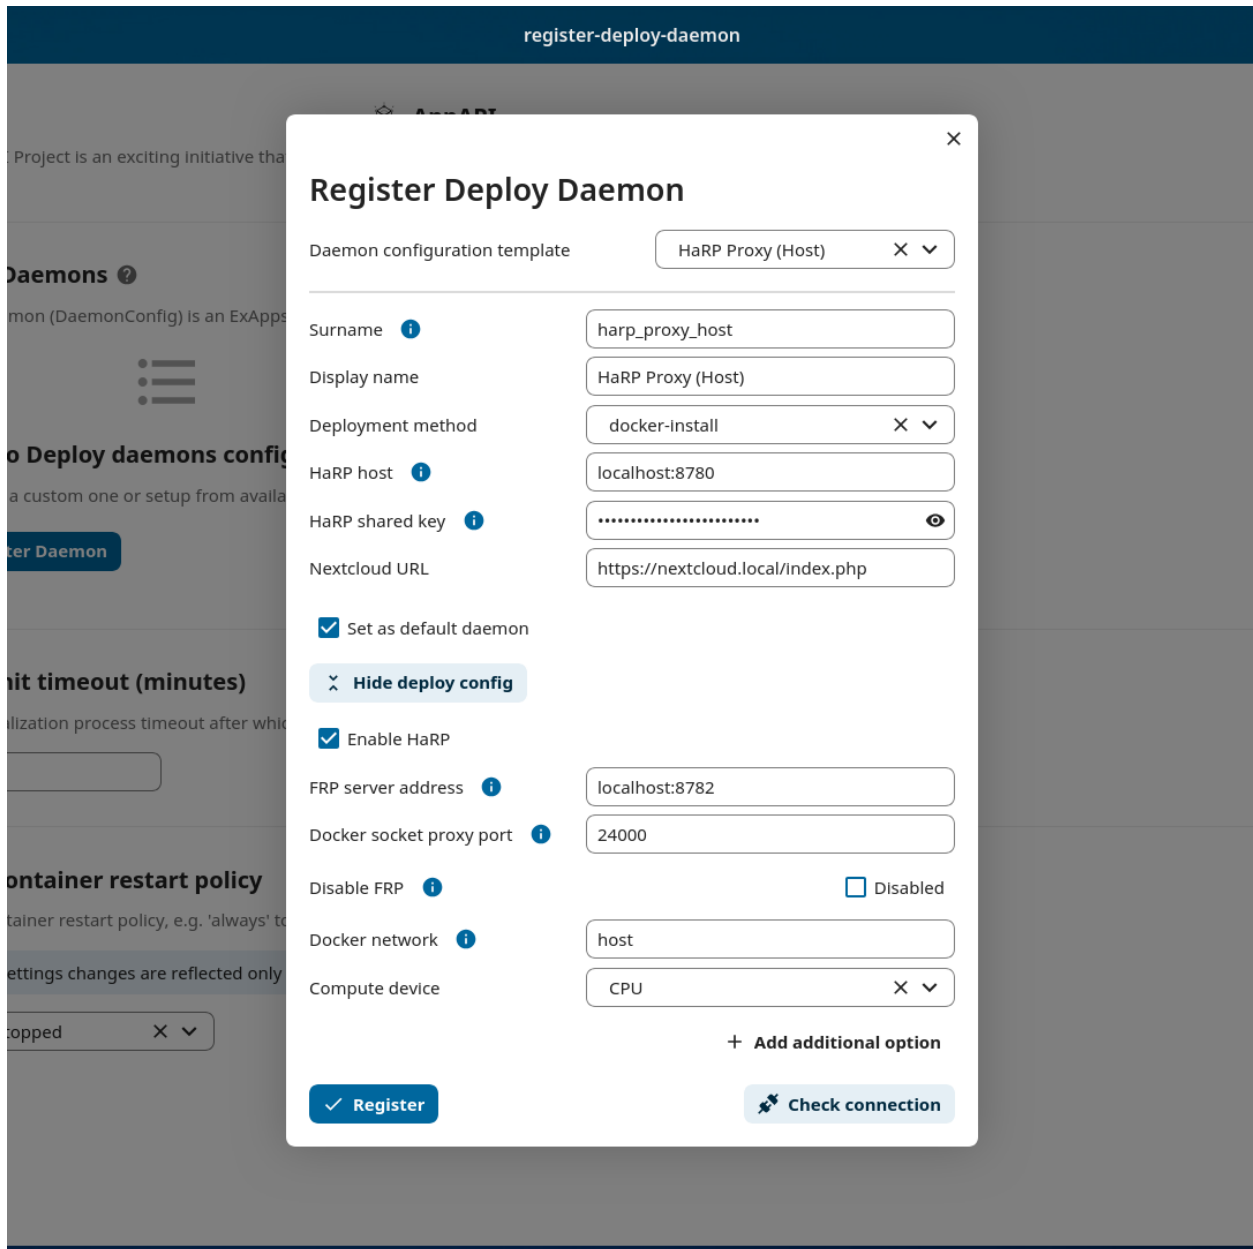 register-deploy-daemon
AppAPI
Project is an exciting initiative tha
Register Deploy Daemon
Daemon configuration template HaRP Proxy (Host)
Daemons
mon (DaemonConfig) is an ExApps
Surname harp_proxy_host
Display name HaRP Proxy (Host)
Deployment method docker-install
o Deploy daemons config
HaRP host localhost:8780
a custom one or setup from availa
HaRP shared key •••••••••••••••••••••••••
ter Daemon
Nextcloud URL https://nextcloud.local/index.php
Set as default daemon
nit timeout (minutes)
Hide deploy config
lization process timeout after whic
Enable HaRP
FRP server address localhost:8782
Docker socket proxy port 24000
ontainer restart policy
Disable FRP Disabled
tainer restart policy, e.g. 'always' to
Docker network host
ettings changes are reflected only
Compute device CPU
topped
Add additional option
Register Check connection